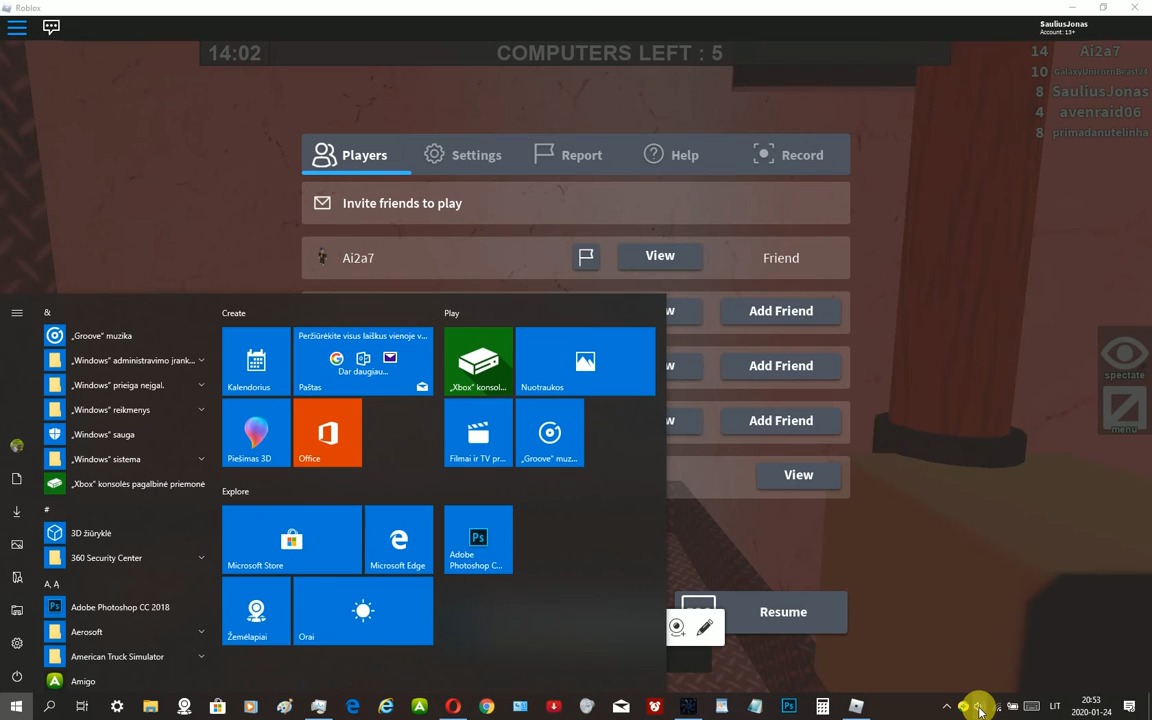 Roblox
SauliusJonas
Account: 13+
14:02
COMPUTERS LEFT : 5
14 Ai2a7
10 GalaxyUnicornBeast24
8 SauliusJonas
4 avenraid06
8 primadanutelinha
Players
Settings
Report
Help
Record
Invite friends to play
Ai2a7
View
Friend
w
Add Friend
w
Add Friend
w
Add Friend
View
spectate
menu
Resume
&
„Groove“ muzika
„Windows“ administravimo įrank...
„Windows“ prieiga neįgal.
„Windows“ reikmenys
„Windows“ sauga
„Windows“ sistema
„Xbox“ konsolės pagalbinė priemonė
#
3D žiūryklė
360 Security Center
A, Ą
Adobe Photoshop CC 2018
Aerosoft
American Truck Simulator
Amigo
Create
Kalendorius
Peržiūrėkite visus laiškus vienoje v...
Dar daugiau...
Paštas
Piešimas 3D
Office
Play
„Xbox“ konsol...
Nuotraukos
Filmai ir TV pr...
„Groove“ muz...
Explore
Microsoft Store
Microsoft Edge
Ps
Adobe
Photoshop C...
Žemėlapiai
Orai
LIT
20:53
2020-01-24